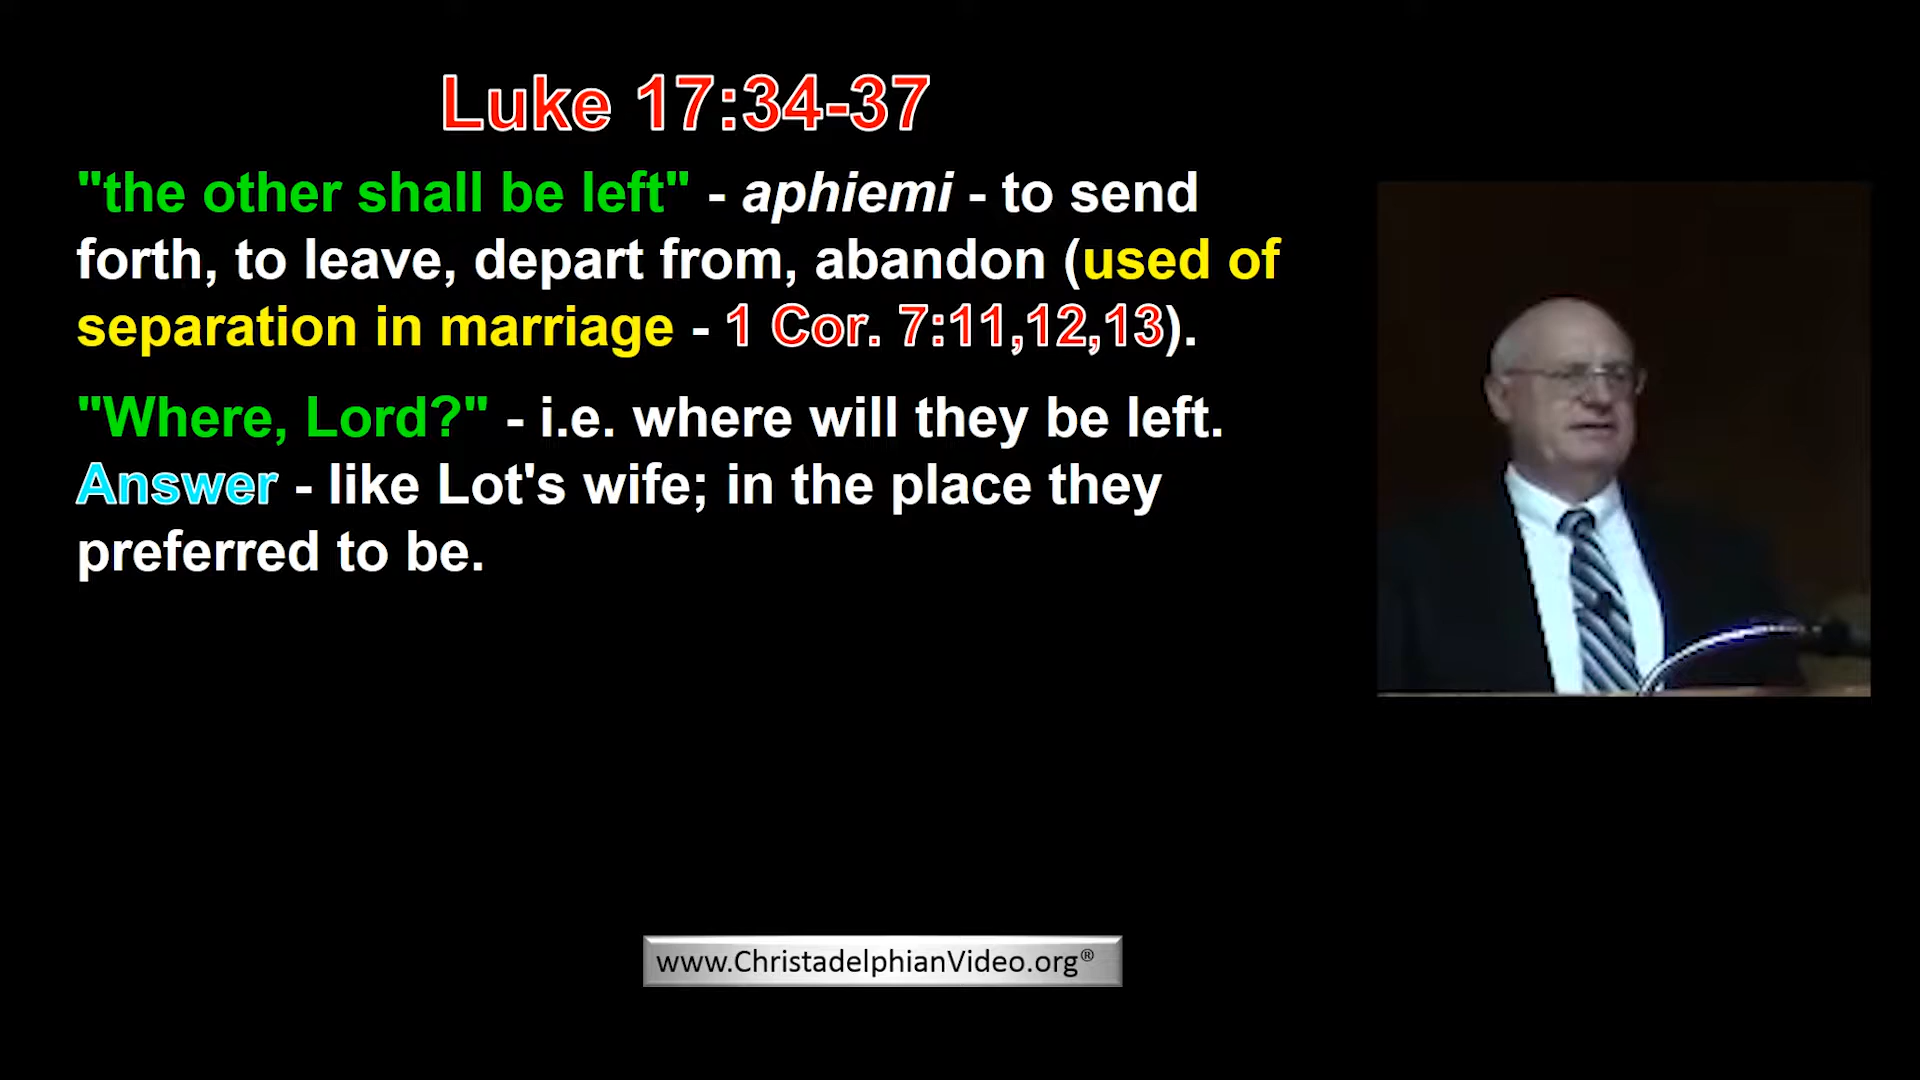 Luke 17:34-37
"the other shall be left" - aphiemi - to send
forth, to leave, depart from, abandon (used of
separation in marriage - 1 Cor. 7:11,12,13).
"Where, Lord?" - i.e. where will they be left.
Answer - like Lot's wife; in the place they
preferred to be.
www.ChristadelphianVideo.org®